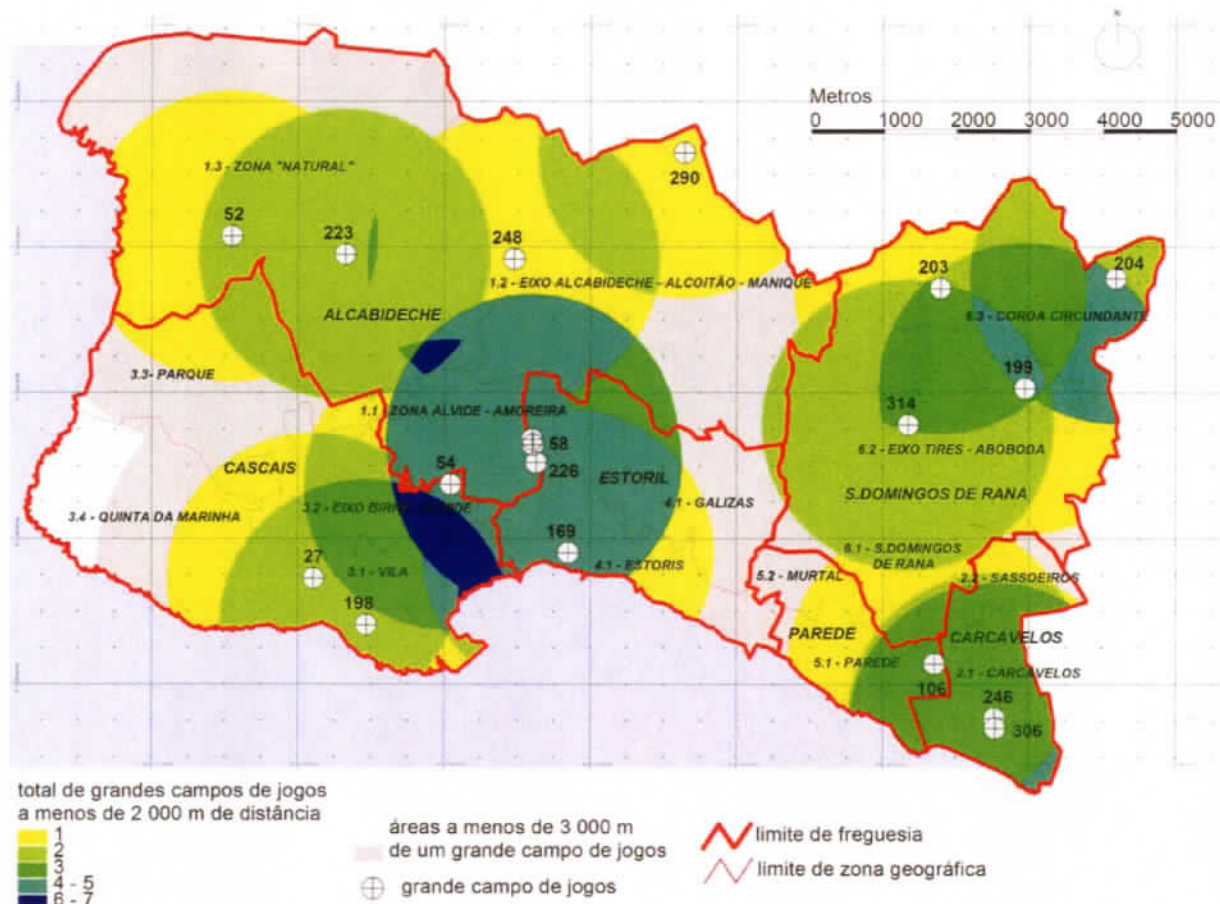 N
Metros
0 1000 2000 3000 4000 5000
290
1.3 - ZONA "NATURAL"
52
223
248
203
204
1.2 - EIXO ALCABIDECHE - ALCOITÃO - MANIQUE
ALCABIDECHE
6.3 - COROA CIRCUNDANTE
3.3- PARQUE
199
314
1.1 - ZONA ALVIDE - AMOREIRA
58
6.2 - EIXO TIRES - ABOBODA
CASCAIS
54
226
ESTORIL
S.DOMINGOS DE RANA
4.1 - GALIZAS
3.4 - QUINTA DA MARINHA
3.2 - EIXO
169
27
3.1 - VILA
4.1 - ESTORIS
6.1 - S.DOMINGOS
DE RANA
5.2 - MURTAL
2.2 - SASSOEIROS
198
PAREDE
CARCAVELOS
5.1 - PAREDE
2.1 - CARCAVELOS
106
246
306
total de grandes campos de jogos
a menos de 2 000 m de distância
1
2
3
4 - 5
6 - 7
áreas a menos de 3 000 m
de um grande campo de jogos
grande campo de jogos
limite de freguesia
limite de zona geográfica